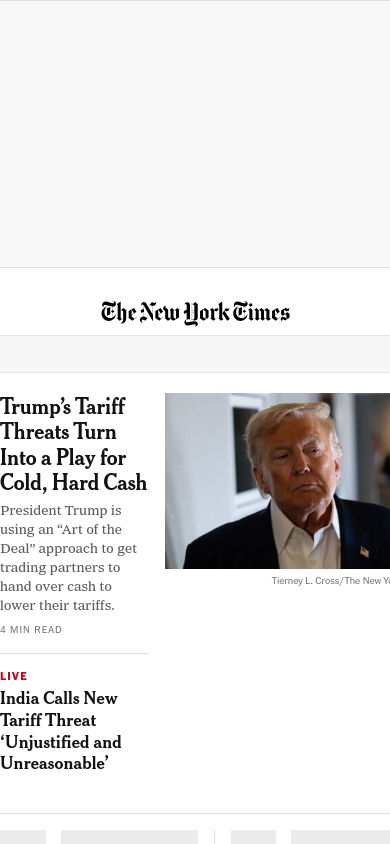 The New York Times
Trump’s Tariff
Threats Turn
Into a Play for
Cold, Hard Cash
President Trump is
using an “Art of the
Deal” approach to get
trading partners to
hand over cash to
lower their tariffs.
4 MIN READ
Tierney L. Cross/The New
LIVE
India Calls New
Tariff Threat
‘Unjustified and
Unreasonable’